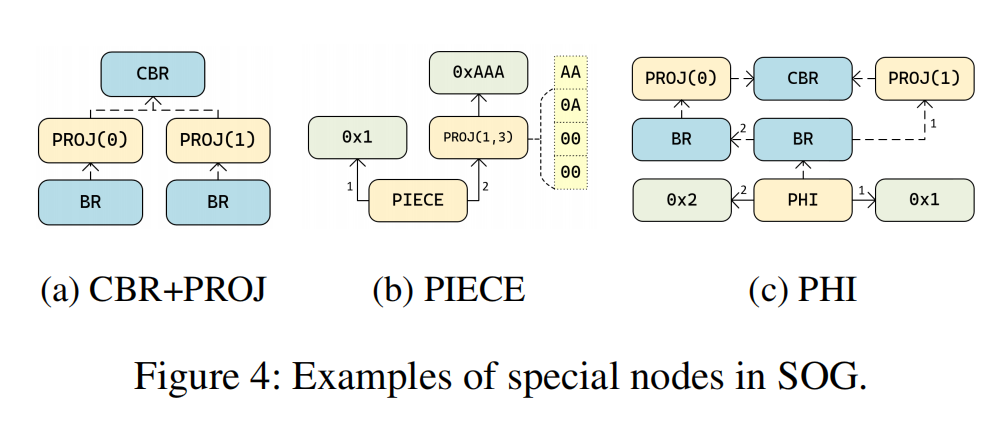 CBR
PROJ(0) PROJ(1)
BR BR
0xAAA
0x1 PROJ(1,3)
1 2
PIECE
AA
0A
00
00
PROJ(0) CBR PROJ(1)
2 1
BR BR
2 1
0x2 PHI 0x1
(a) CBR+PROJ (b) PIECE (c) PHI
Figure 4: Examples of special nodes in SOG.